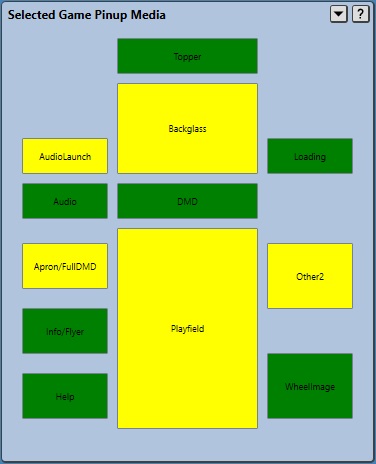 Selected Game Pinup Media
?
Topper
Backglass
AudioLaunch
Loading
Audio
DMD
Apron/FullDMD
Other2
Info/Flyer
Playfield
WheelImage
Help